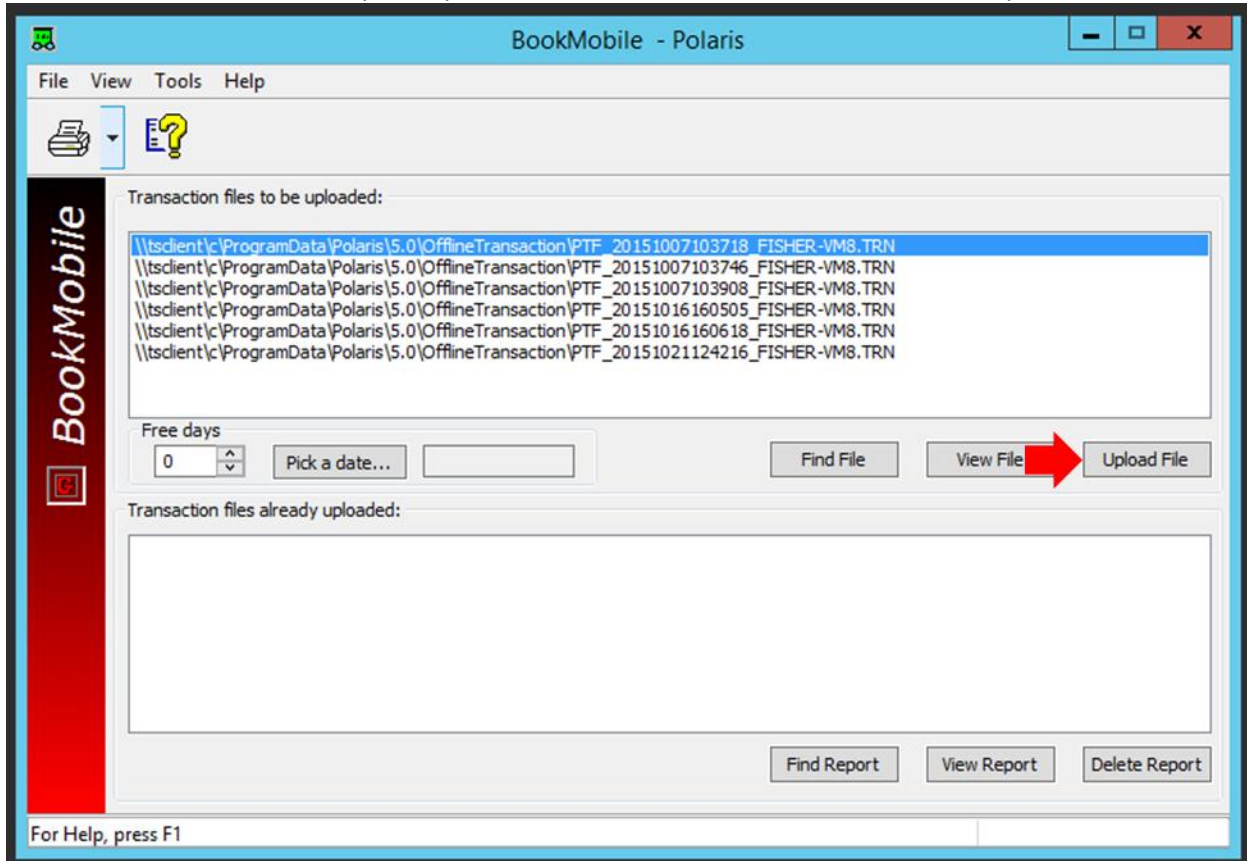 BookMobile - Polaris
File View Tools Help
BookMobile
Transaction files to be uploaded:
\\tsclient\c\ProgramData\Polaris\5.0\OfflineTransaction\PTF_20151007103718_FISHER-VM8.TRN
\\tsclient\c\ProgramData\Polaris\5.0\OfflineTransaction\PTF_20151007103746_FISHER-VM8.TRN
\\tsclient\c\ProgramData\Polaris\5.0\OfflineTransaction\PTF_20151007103908_FISHER-VM8.TRN
\\tsclient\c\ProgramData\Polaris\5.0\OfflineTransaction\PTF_20151016160505_FISHER-VM8.TRN
\\tsclient\c\ProgramData\Polaris\5.0\OfflineTransaction\PTF_20151016160618_FISHER-VM8.TRN
\\tsclient\c\ProgramData\Polaris\5.0\OfflineTransaction\PTF_20151021124216_FISHER-VM8.TRN
Free days
0 Pick a date... Find File View File Upload File
Transaction files already uploaded:
Find Report View Report Delete Report
For Help, press F1